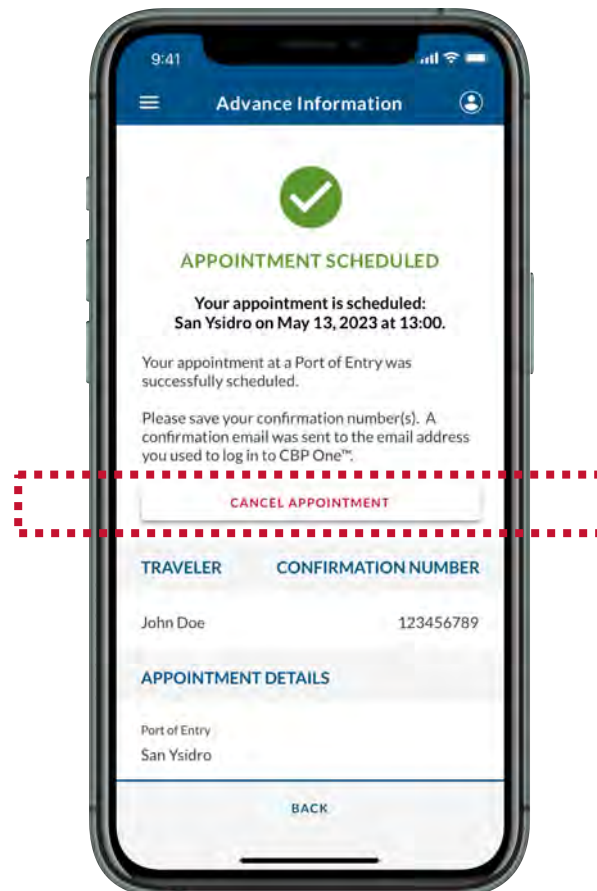 9:41
Advance Information
APPOINTMENT SCHEDULED
Your appointment is scheduled:
San Ysidro on May 13, 2023 at 13:00.
Your appointment at a Port of Entry was
successfully scheduled.
Please save your confirmation number(s). A
confirmation email was sent to the email address
you used to log in to CBP One™.
CANCEL APPOINTMENT
TRAVELER CONFIRMATION NUMBER
John Doe 123456789
APPOINTMENT DETAILS
Port of Entry
San Ysidro
BACK